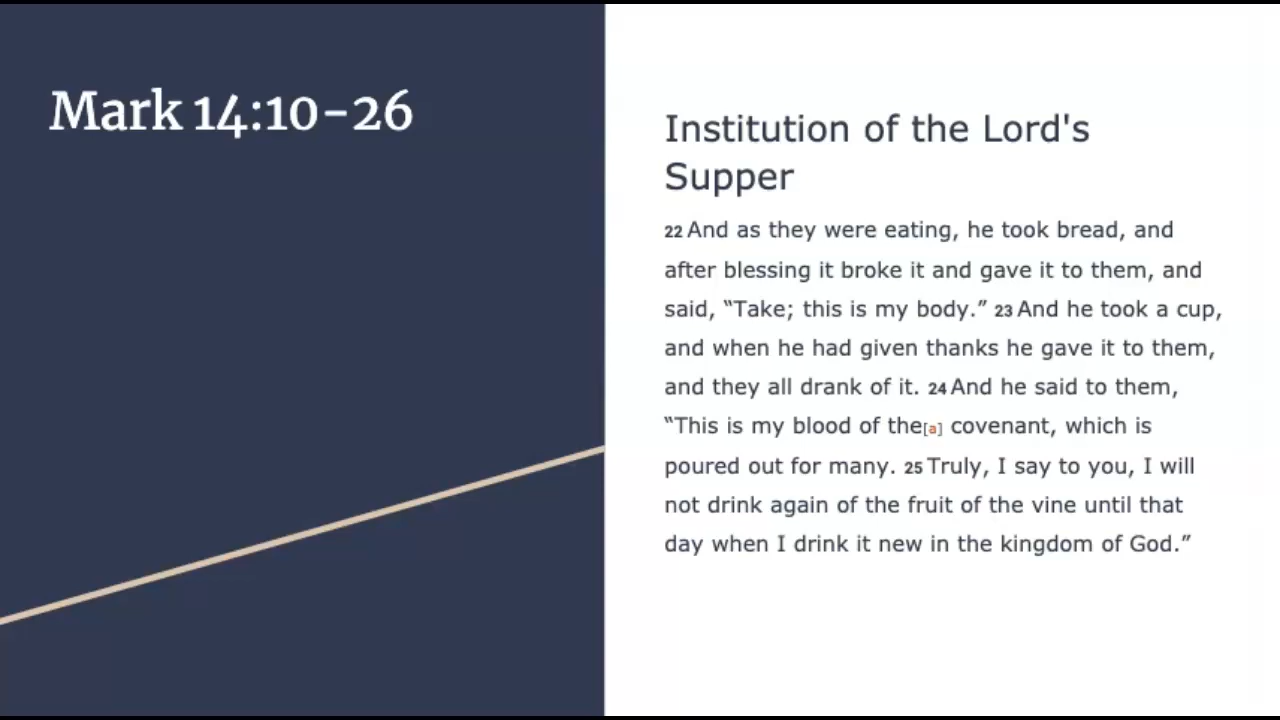 Mark 14:10-26
Institution of the Lord's
Supper
22 And as they were eating, he took bread, and
after blessing it broke it and gave it to them, and
said, “Take; this is my body.” 23 And he took a cup,
and when he had given thanks he gave it to them,
and they all drank of it. 24 And he said to them,
“This is my blood of the[a] covenant, which is
poured out for many. 25 Truly, I say to you, I will
not drink again of the fruit of the vine until that
day when I drink it new in the kingdom of God.”